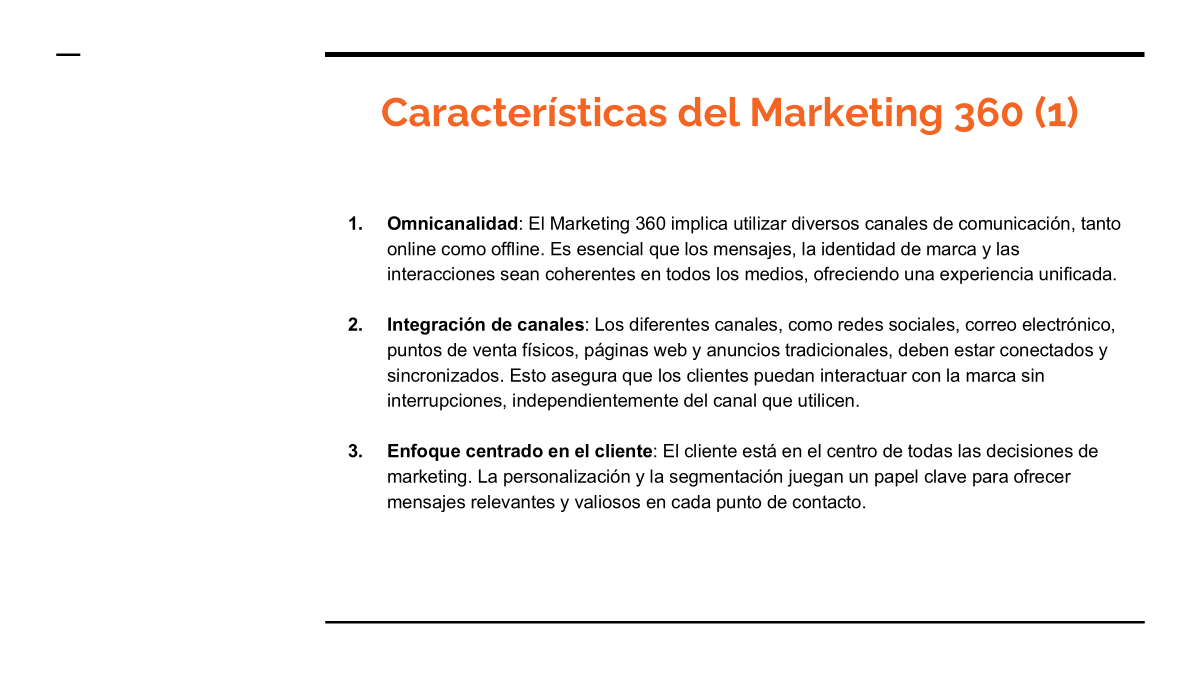 Características del Marketing 360 (1)
1. Omnicanalidad: El Marketing 360 implica utilizar diversos canales de comunicación, tanto
online como offline. Es esencial que los mensajes, la identidad de marca y las
interacciones sean coherentes en todos los medios, ofreciendo una experiencia unificada.
2. Integración de canales: Los diferentes canales, como redes sociales, correo electrónico,
puntos de venta físicos, páginas web y anuncios tradicionales, deben estar conectados y
sincronizados. Esto asegura que los clientes puedan interactuar con la marca sin
interrupciones, independientemente del canal que utilicen.
3. Enfoque centrado en el cliente: El cliente está en el centro de todas las decisiones de
marketing. La personalización y la segmentación juegan un papel clave para ofrecer
mensajes relevantes y valiosos en cada punto de contacto.